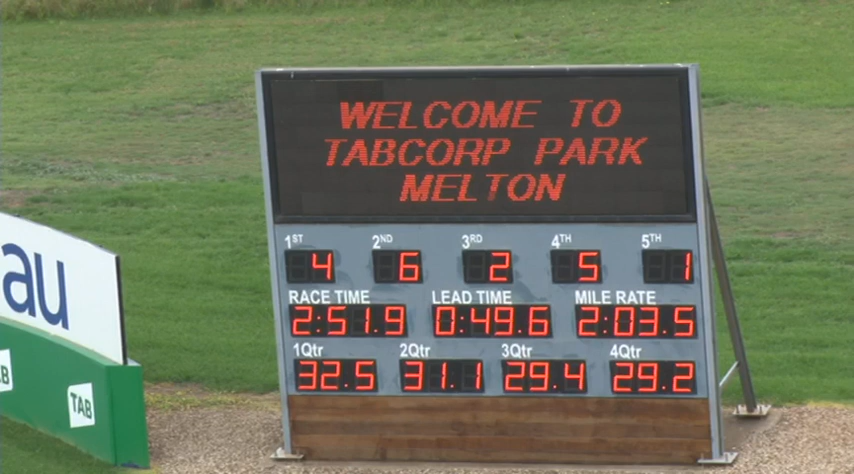 WELCOME TO
TABCORP PARK
MELTON
1ST 2ND 3RD 4TH 5TH
4 6 2 5 1
RACE TIME LEAD TIME MILE RATE
2:51.9 0:49.6 2:03.5
1Qtr 2Qtr 3Qtr 4Qtr
32.5 31.1 29.4 29.2
au
B
TAB